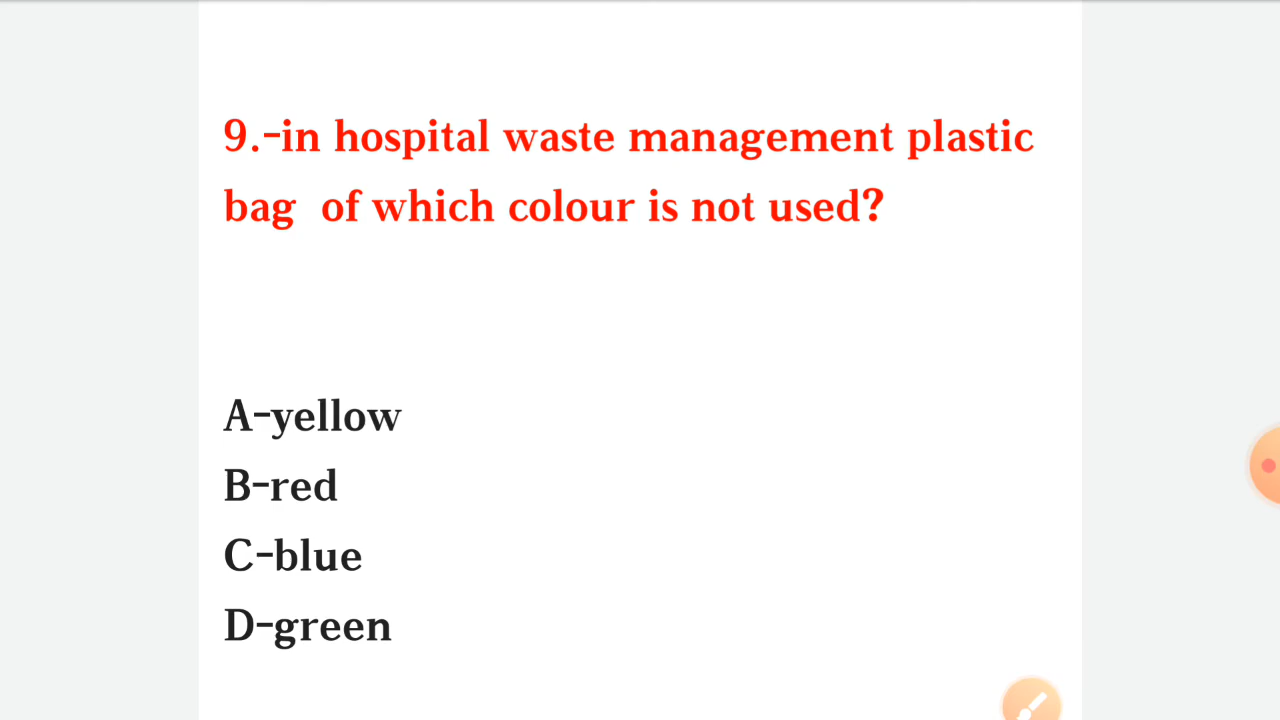 9.-in hospital waste management plastic
bag  of which colour is not used?
A-yellow
B-red
C-blue
D-green